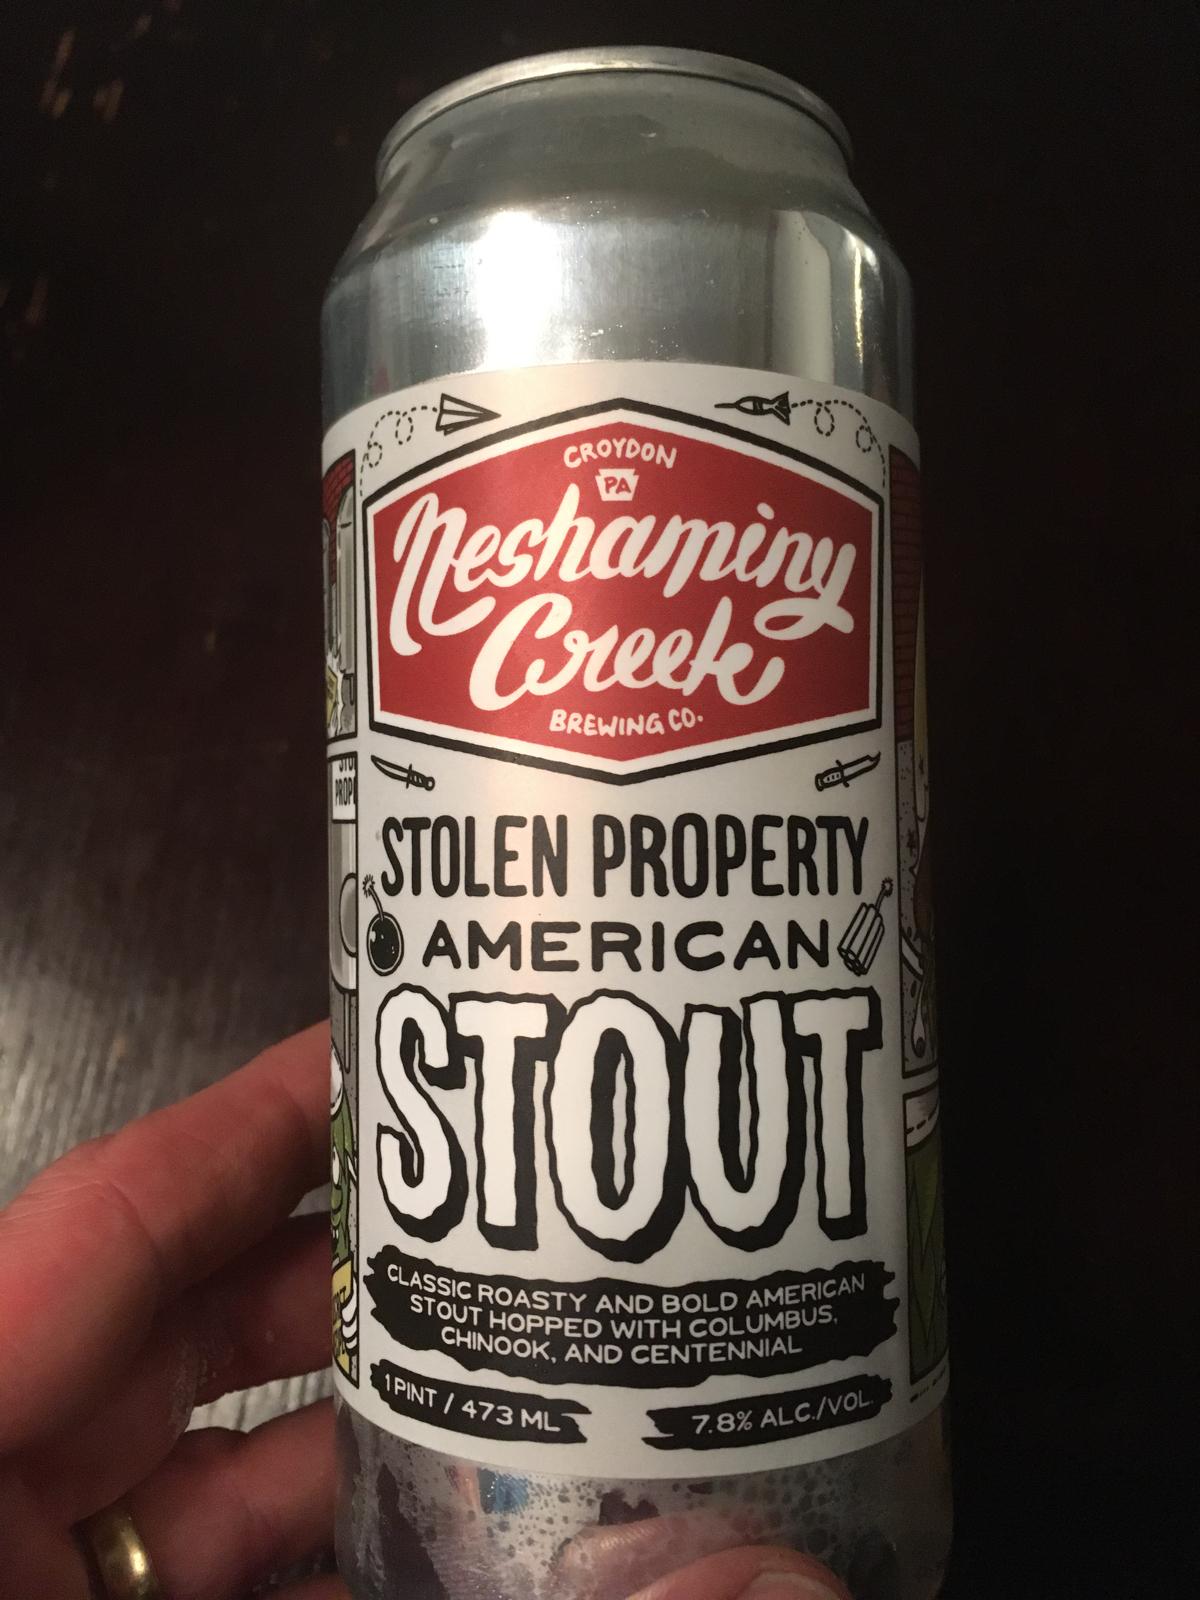 CROYDON
PA
Neshaminy
Creek
BREWING CO.
STOLEN PROPERTY
AMERICAN
STOUT
CLASSIC ROASTY AND BOLD AMERICAN
STOUT HOPPED WITH COLUMBUS,
CHINOOK, AND CENTENNIAL
1 PINT / 473 ML
7.8% ALC./VOL.